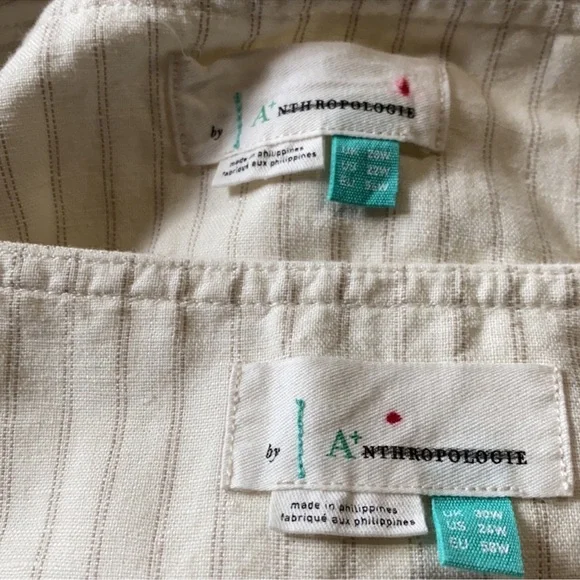 by A+NTHROPOLOGIE
made in philippines
fabriqué aux philippines
22W
by A+NTHROPOLOGIE
made in philippines
fabriqué aux philippines
UK 30W
US
EU 58W